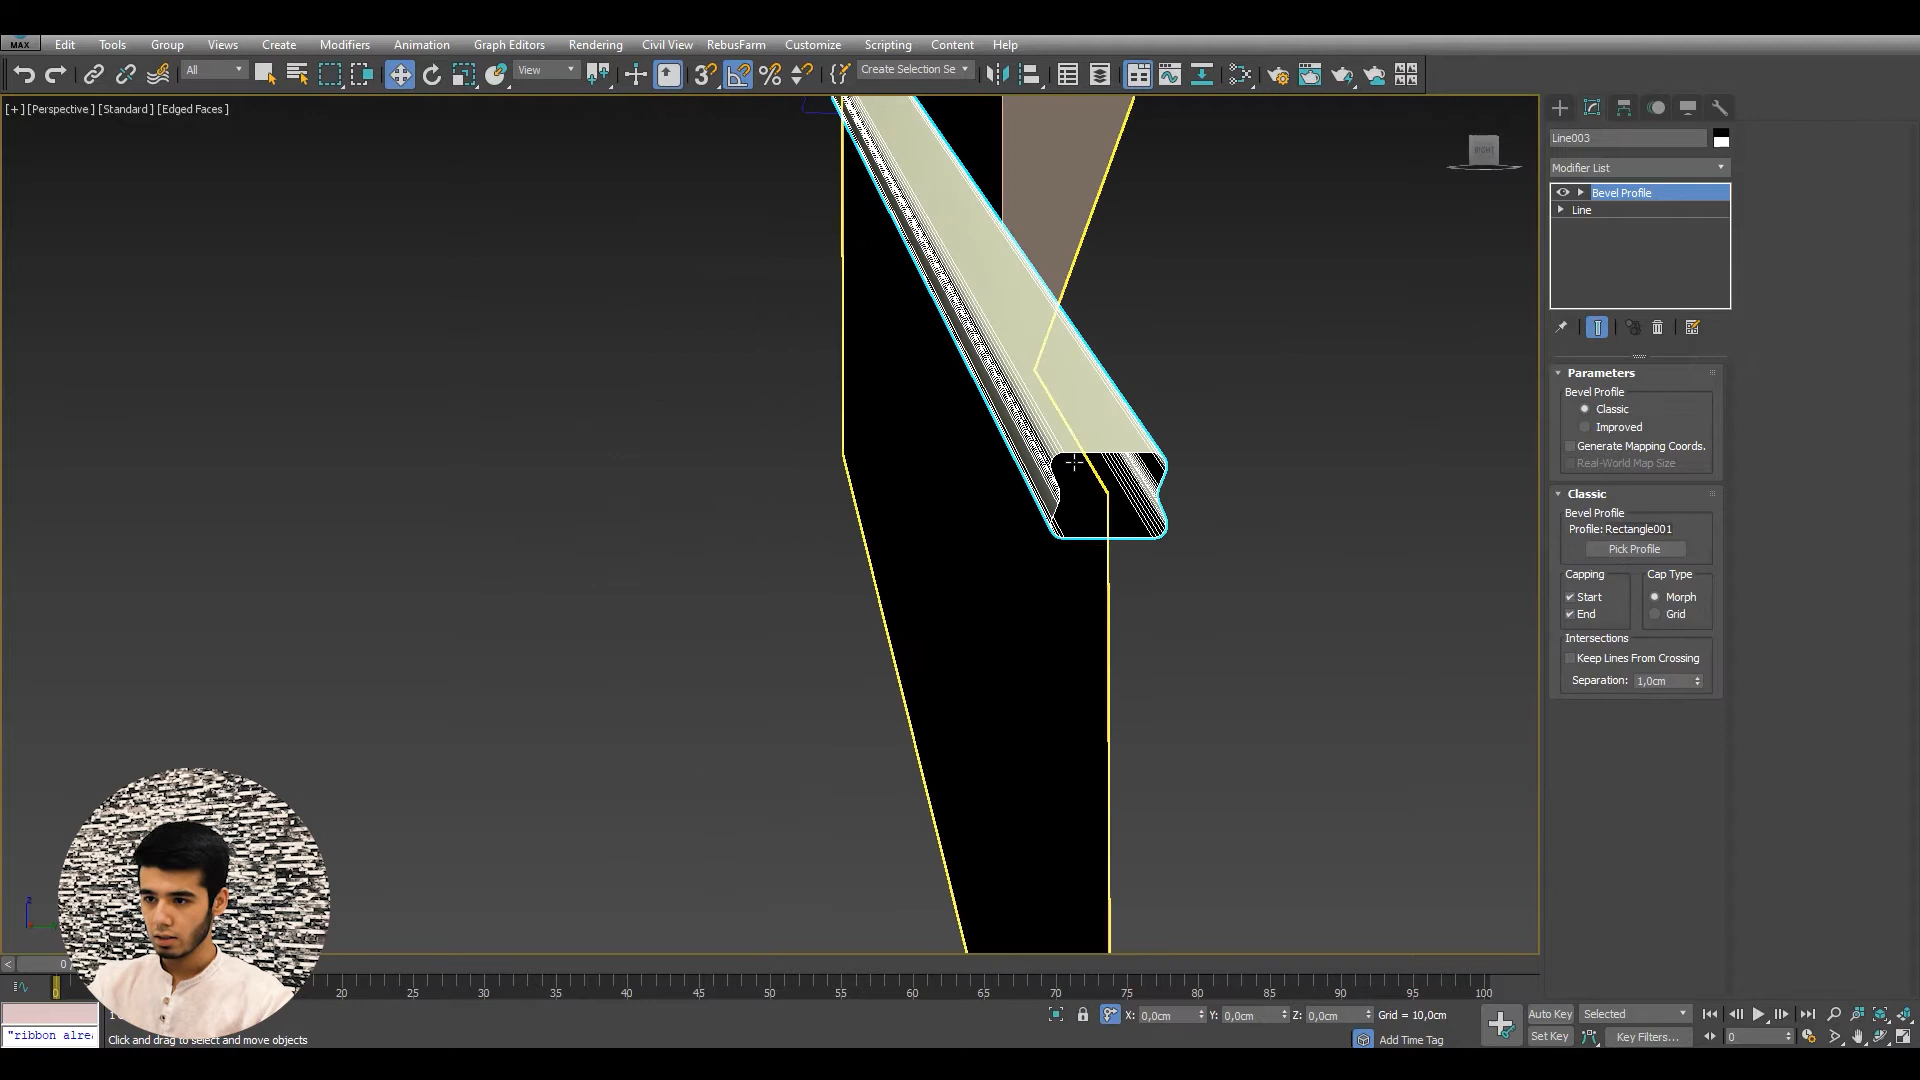 MAX Edit Tools Group Views Create Modifiers Animation Graph Editors Rendering Civil View RebusFarm Customize Scripting Content Help
All View Create Selection Se
[+] [Perspective] [Standard] [Edged Faces]
RIGHT
Line003
Modifier List
Bevel Profile
Line
Parameters
Bevel Profile
Classic
Improved
Generate Mapping Coords.
Real-World Map Size
Classic
Bevel Profile
Profile: Rectangle001
Pick Profile
Capping Cap Type
Start Morph
End Grid
Intersections
Keep Lines From Crossing
Separation: 1,0cm
z
< 0
0 20 25 30 35 40 45 50 55 60 65 70 75 80 85 90 95 100
X: 0,0cm Y: 0,0cm Z: 0,0cm Grid = 10,0cm Auto Key Selected
"ribbon alre Click and drag to select and move objects Add Time Tag Set Key Key Filters... 0